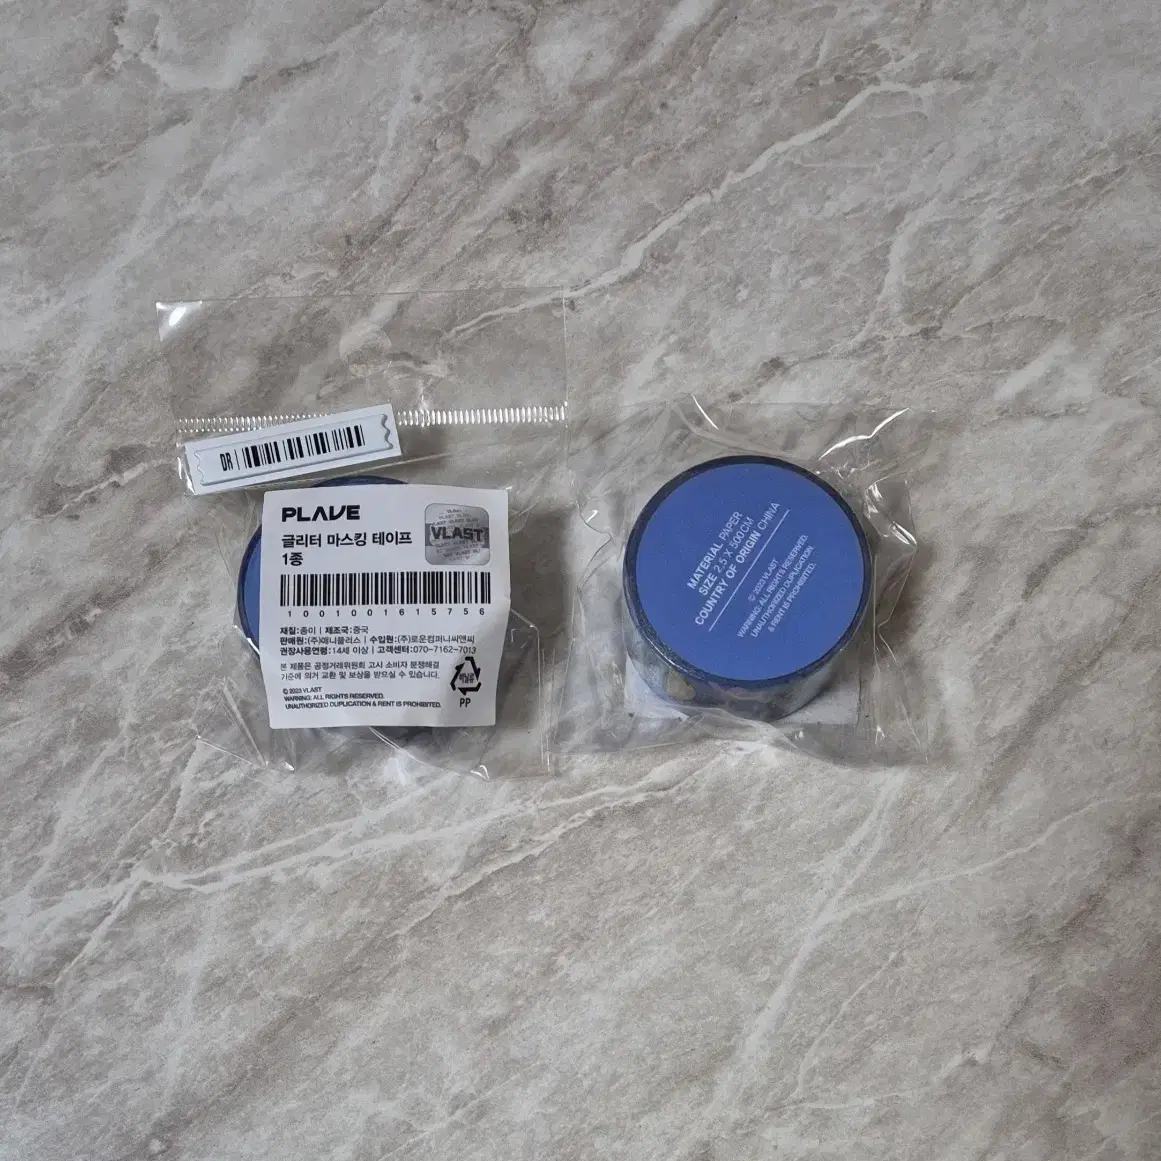 DR
PLAVE
VLAST
글리터 마스킹 테이프
1종
1001001615756
재질:종이 | 제조국:중국
판매원:(주)애니플러스 | 수입원:(주)로운컴퍼니씨앤씨
권장사용연령:14세 이상 | 고객센터:070-7162-7013
본 제품은 공정거래위원회 고시 소비자 분쟁해결
기준에 의거 교환 및 보상을 받으실 수 있습니다.
© 2023 VLAST
WARNING: ALL RIGHTS RESERVED.
UNAUTHORIZED DUPLICATION & RENT IS PROHIBITED.
PP
MATERIAL PAPER
SIZE 2.5 X 500CM
COUNTRY OF ORIGIN CHINA
© 2023 VLAST
WARNING: ALL RIGHTS RESERVED.
UNAUTHORIZED DUPLICATION
& RENT IS PROHIBITED.